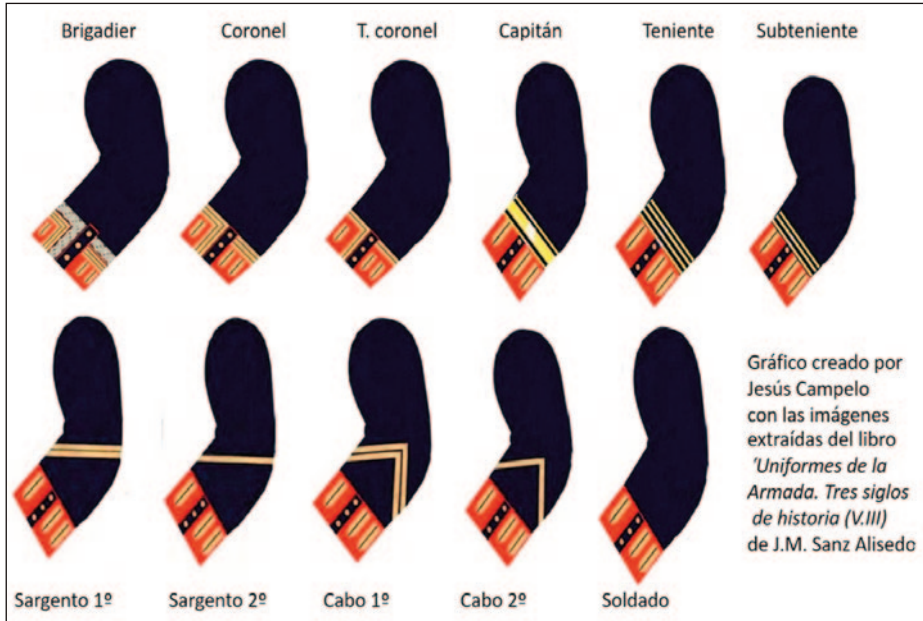 Brigadier Coronel T. coronel Capitán Teniente Subteniente
Gráfico creado por
Jesús Campelo
con las imágenes
extraídas del libro
'Uniformes de la
Armada. Tres siglos
de historia (V.III)
de J.M. Sanz Alisedo
Sargento 1º Sargento 2º Cabo 1º Cabo 2º Soldado